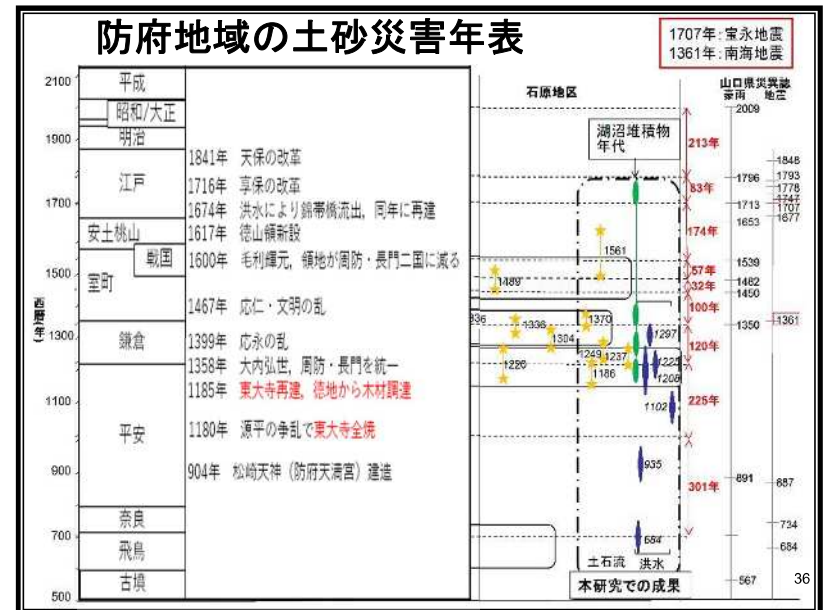 防府地域の土砂災害年表
1707年:宝永地震
1361年:南海地震
2100
1900
1700
1500
1300
1100
900
700
500
西暦(年)
平成
昭和/大正
明治
江戸
安土桃山
戦国
室町
鎌倉
平安
奈良
飛鳥
古墳
1841年 天保の改革
1716年 享保の改革
1674年 洪水により錦帯橋流出,同年に再建
1617年 徳山領新設
1600年 毛利輝元,領地が周防・長門二国に減る
1467年 応仁・文明の乱
1399年 応永の乱
1358年 大内弘世,周防・長門を統一
1185年 東大寺再建,徳地から木材調達
1180年 源平の争乱で東大寺全焼
904年 松崎天神(防府天満宮)建造
石原地区
湖沼堆積物
年代
1561
1489
336
1336
1304
1370
1249
1237
1226
1186
1297
1225
1208
1102
935
684
土石流
洪水
本研究での成果
213年
83年
174年
57年
32年
100年
120年
225年
301年
山口県災異誌
豪雨 地震
2009
1796
1713
1653
1539
1462
1450
1350
891
567
1846
1793
1778
1747
1707
1677
1361
687
734
684
36